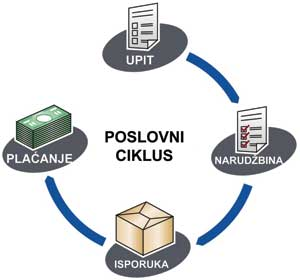 UPIT
POSLOVNI
CIKLUS
NARUDŽBINA
ISPORUKA
PLAĆANJE